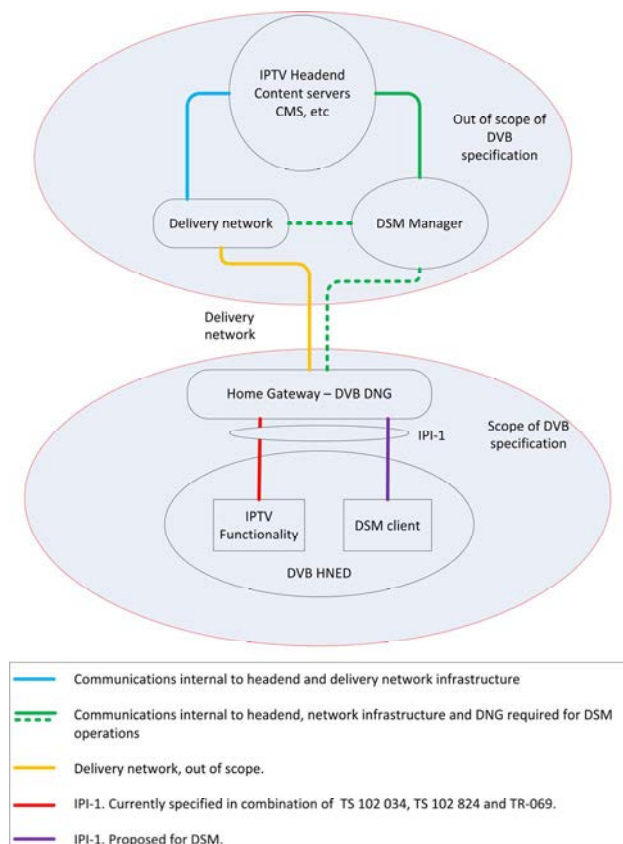 IPTV Headend
Content servers
CMS, etc
Out of scope of
DVB
specification
Delivery network
DSM Manager
Delivery
network
Home Gateway – DVB DNG
IPI-1
Scope of DVB
specification
IPTV
Functionality
DSM client
DVB HNED
Communications internal to headend and delivery network infrastructure
Communications internal to headend, network infrastructure and DNG required for DSM
operations
Delivery network, out of scope.
IPI-1. Currently specified in combination of TS 102 034, TS 102 824 and TR-069.
IPI-1. Proposed for DSM.